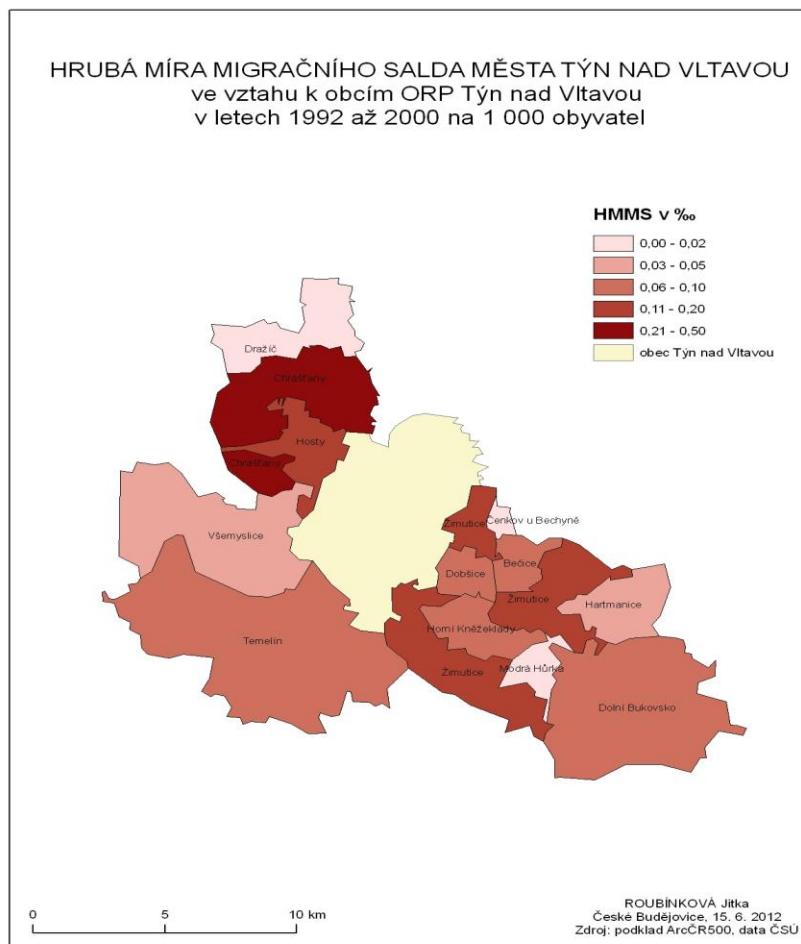 HRUBÁ MÍRA MIGRAČNÍHO SALDA MĚSTA TÝN NAD VLTAVOU
ve vztahu k obcím ORP Týn nad Vltavou
v letech 1992 až 2000 na 1 000 obyvatel
HMMS v ‰
0,00 - 0,02
0,03 - 0,05
0,06 - 0,10
0,11 - 0,20
0,21 - 0,50
obec Týn nad Vltavou
Dražíč
Chrášťany
Hosty
Chrášťany
Všemyslice
Temelín
Žimutice
Čenkov u Bechyně
Dobšice
Bečice
Žimutice
Hartmanice
Horní Kněžeklady
Žimutice
Modrá Hůrka
Dolní Bukovsko
0 5 10 km
ROUBÍNKOVÁ Jitka
České Budějovice, 15. 6. 2012
Zdroj: podklad ArcČR500, data ČSÚ